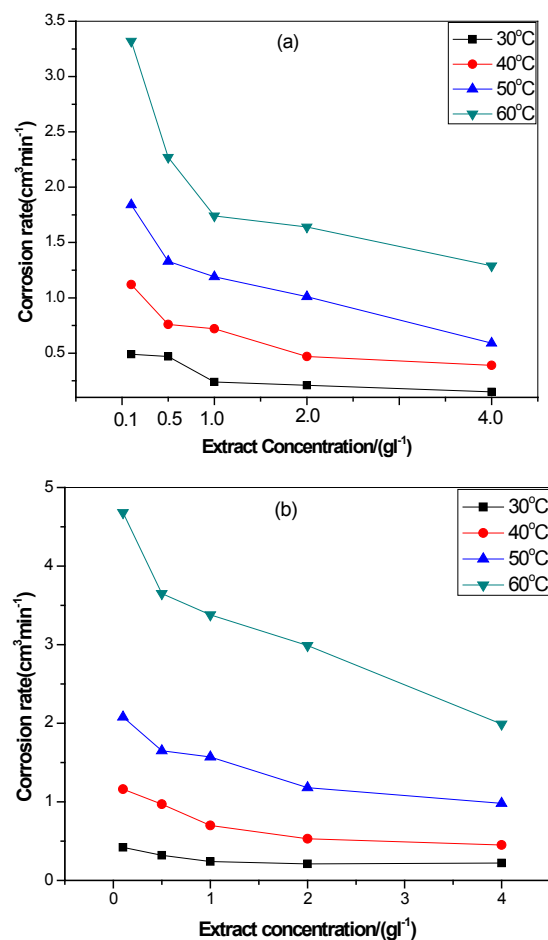 (a)
30°C
40°C
50°C
60°C
3.5
3.0
2.5
2.0
1.5
1.0
0.5
Corrosion rate(cm³min⁻¹)
0.1 0.5 1.0 2.0 4.0
Extract Concentration/(gl⁻¹)
(b)
30°C
40°C
50°C
60°C
5
4
3
2
1
0
Corrosion rate(cm³min⁻¹)
0 1 2 3 4
Extract concentration/(gl⁻¹)